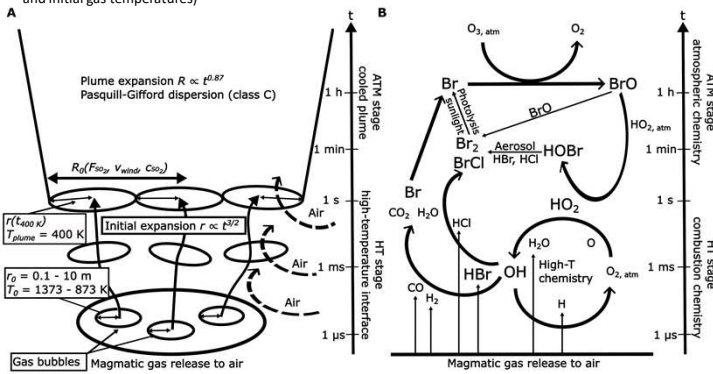 and initial gas temperatures)
A
t
Plume expansion R ∝ t^0.87
Pasquill-Gifford dispersion (class C)
ATM stage
cooled plume
1 h
1 min
R0(FSO2, vwind, cSO2)
1 s
r(t400 K)
Tplume = 400 K
Initial expansion r ∝ t^3/2
Air
Air
Air
HT stage
high-temperature interface
r0 = 0.1 - 10 m
T0 = 1373 - 873 K
1 ms
1 µs
Gas bubbles
Magmatic gas release to air
B
t
O3, atm
O2
Br
BrO
ATM stage
atmospheric chemistry
1 h
Photolysis
sunlight
BrO
HO2, atm
Br2
BrCl
Aerosol
HBr, HCl
HOBr
1 min
Br
CO2 H2O
HCl
HO2
1 s
H2O
O
HBr
OH
High-T
chemistry
O2, atm
HT stage
combustion chemistry
1 ms
CO
H2
H
1 µs
Magmatic gas release to air